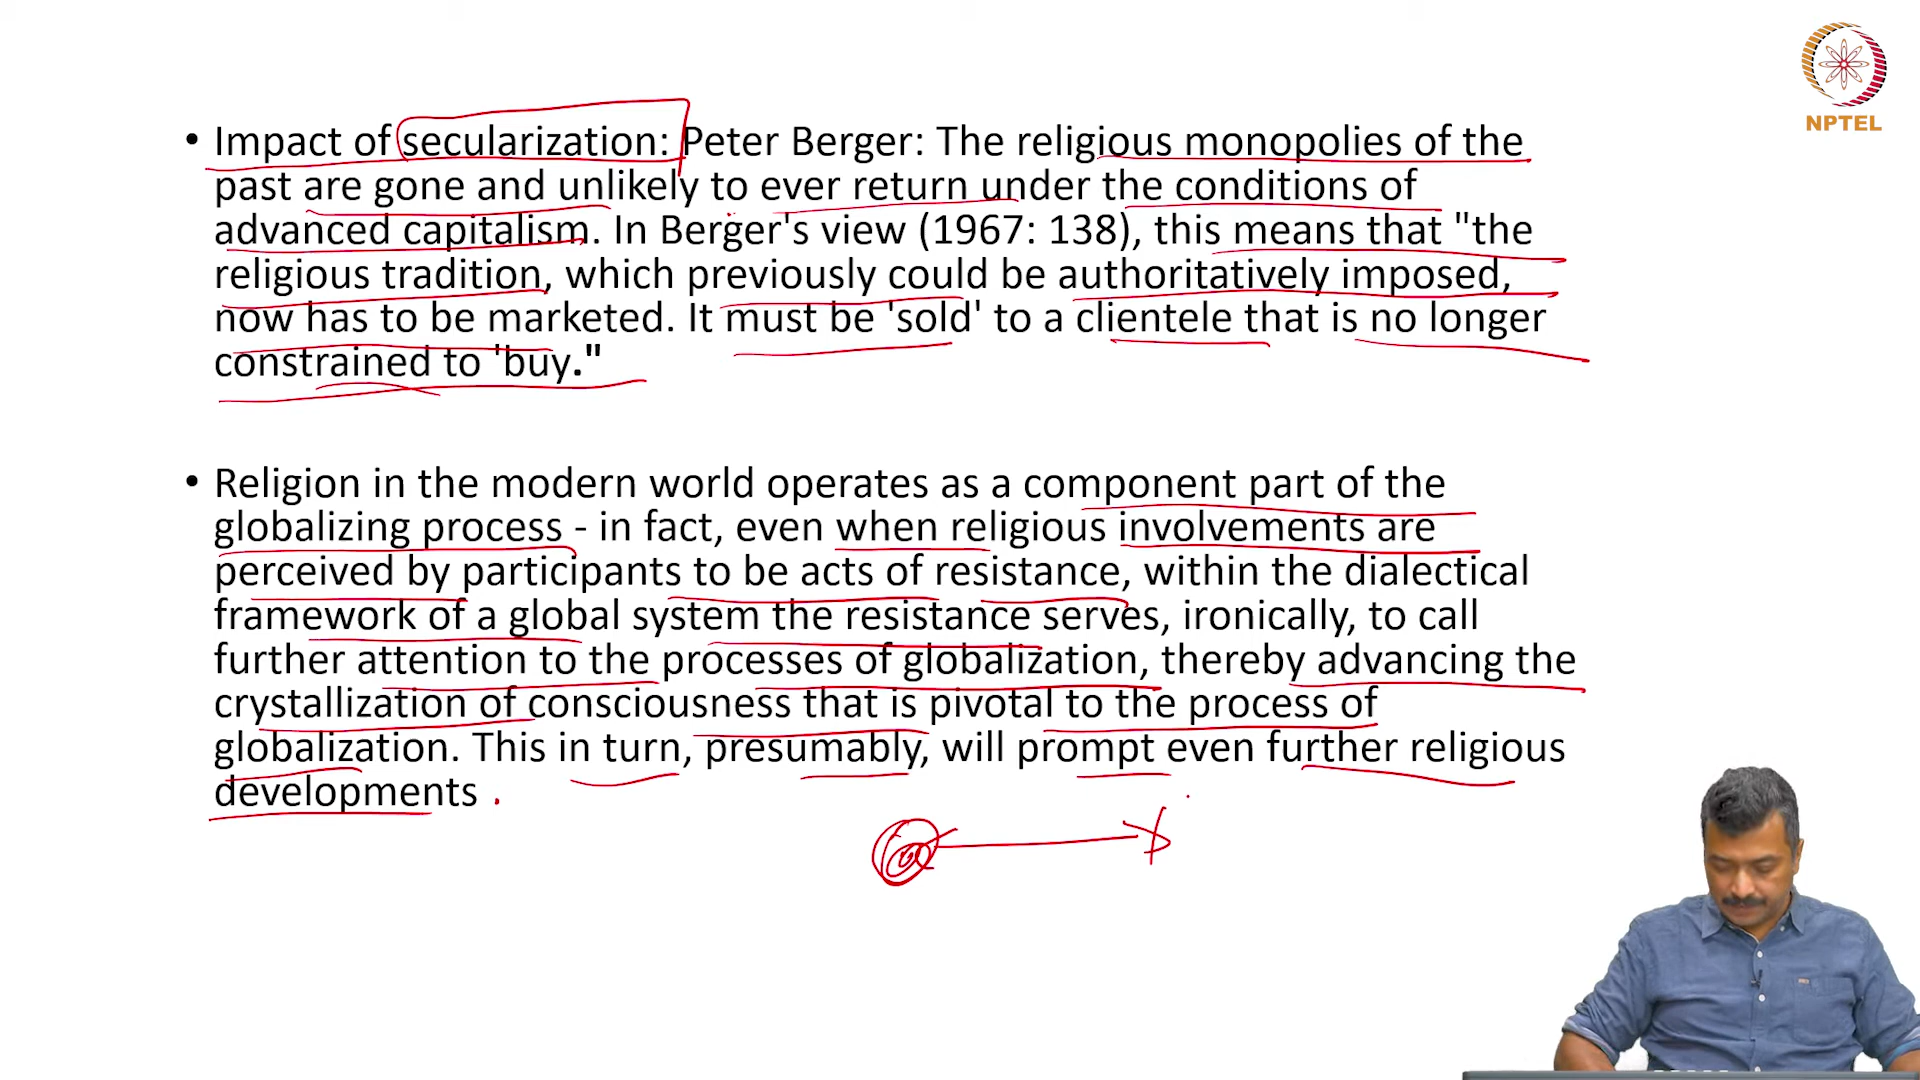 NPTEL
• Impact of secularization: Peter Berger: The religious monopolies of the
past are gone and unlikely to ever return under the conditions of
advanced capitalism. In Berger's view (1967: 138), this means that "the
religious tradition, which previously could be authoritatively imposed,
now has to be marketed. It must be 'sold' to a clientele that is no longer
constrained to 'buy."
• Religion in the modern world operates as a component part of the
globalizing process - in fact, even when religious involvements are
perceived by participants to be acts of resistance, within the dialectical
framework of a global system the resistance serves, ironically, to call
further attention to the processes of globalization, thereby advancing the
crystallization of consciousness that is pivotal to the process of
globalization. This in turn, presumably, will prompt even further religious
developments .